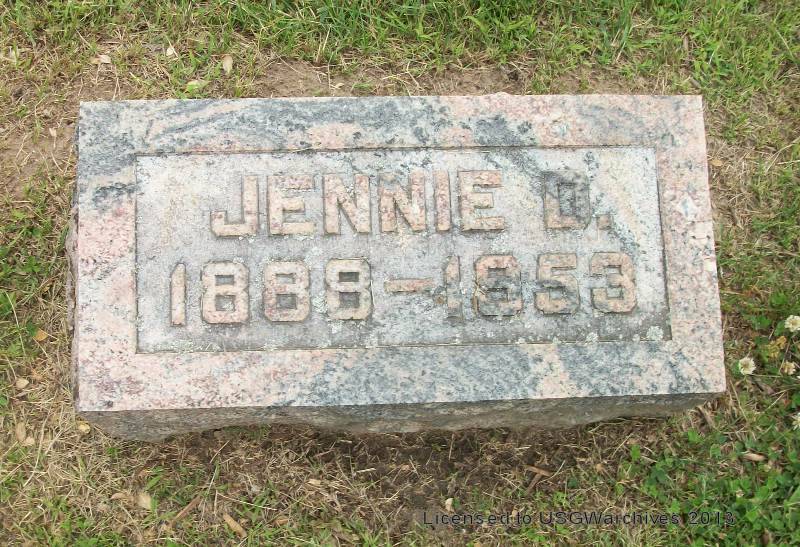 JENNIE D.
1888-1953
Licensed to USGWarchives 2013